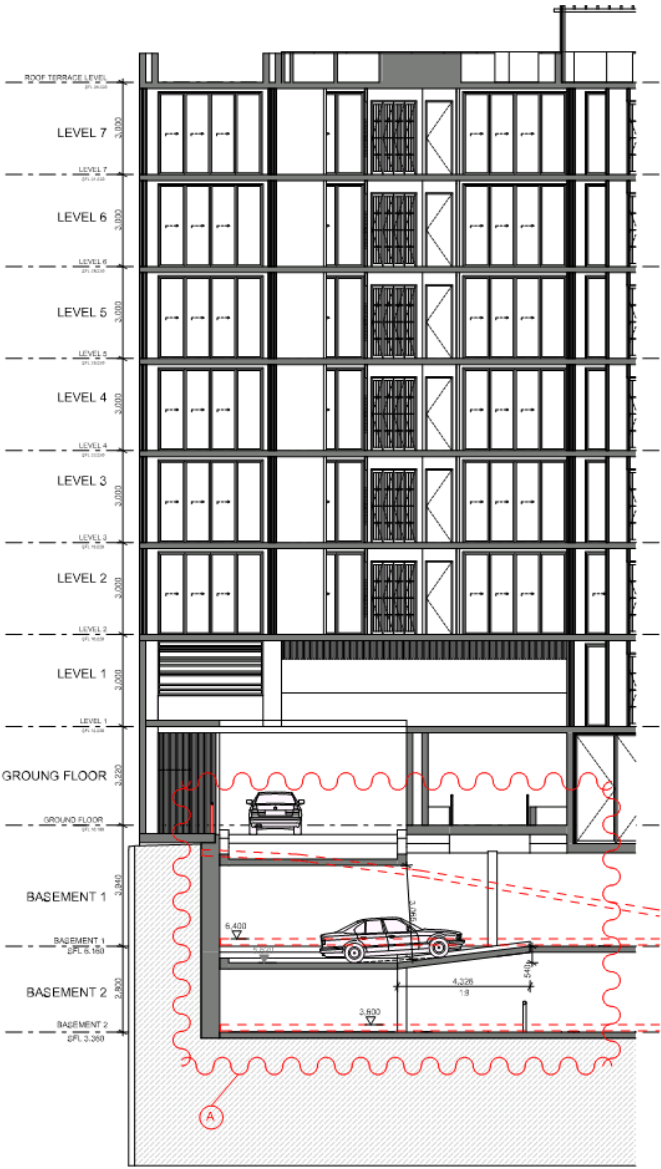 ROOF TERRACE LEVEL
LEVEL 7
3,000
LEVEL 7
LEVEL 6
3,000
LEVEL 6
LEVEL 5
3,000
LEVEL 5
LEVEL 4
3,000
LEVEL 4
LEVEL 3
3,000
LEVEL 3
LEVEL 2
3,000
LEVEL 2
LEVEL 1
3,000
LEVEL 1
GROUNG FLOOR
3,220
GROUND FLOOR
BASEMENT 1
3,940
6,400
BASEMENT 1
SFL 6.160
4,326
1:9
540
BASEMENT 2
2,800
3,600
BASEMENT 2
SFL 3.360
A